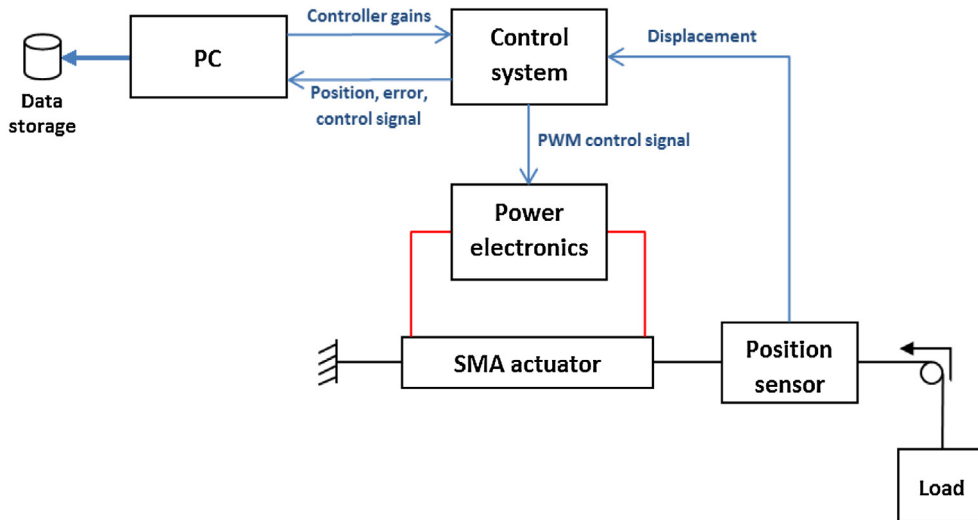 Controller gains
PC
Control
system
Displacement
Position, error,
control signal
Data
storage
PWM control signal
Power
electronics
SMA actuator
Position
sensor
Load